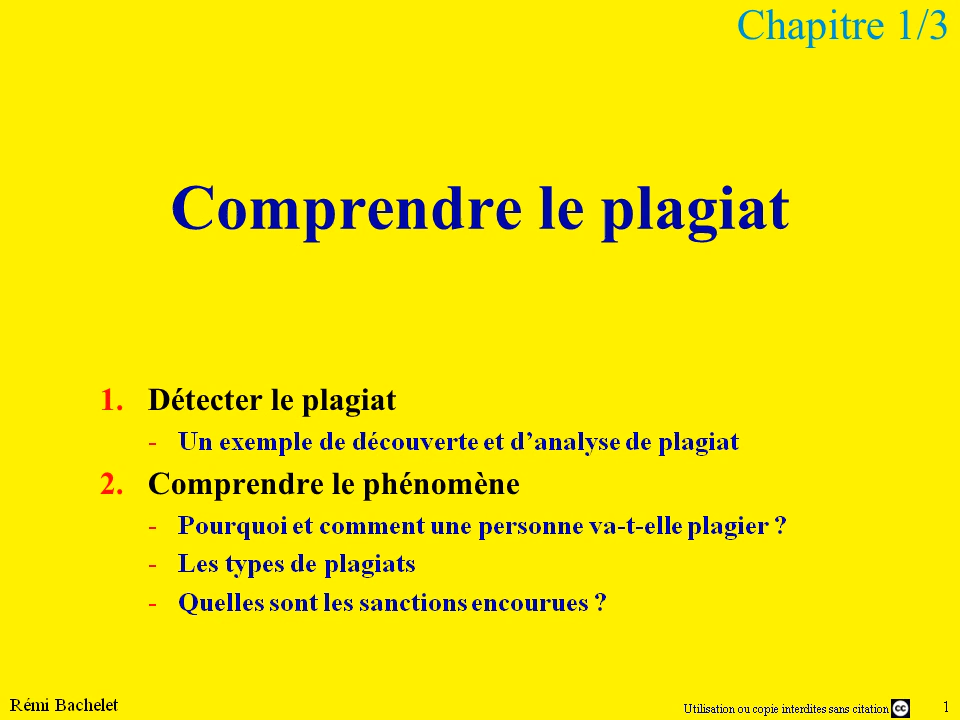 Chapitre 1/3
Comprendre le plagiat
1. Détecter le plagiat
- Un exemple de découverte et d’analyse de plagiat
2. Comprendre le phénomène
- Pourquoi et comment une personne va-t-elle plagier ?
- Les types de plagiats
- Quelles sont les sanctions encourues ?
Rémi Bachelet
Utilisation ou copie interdites sans citation cc 1